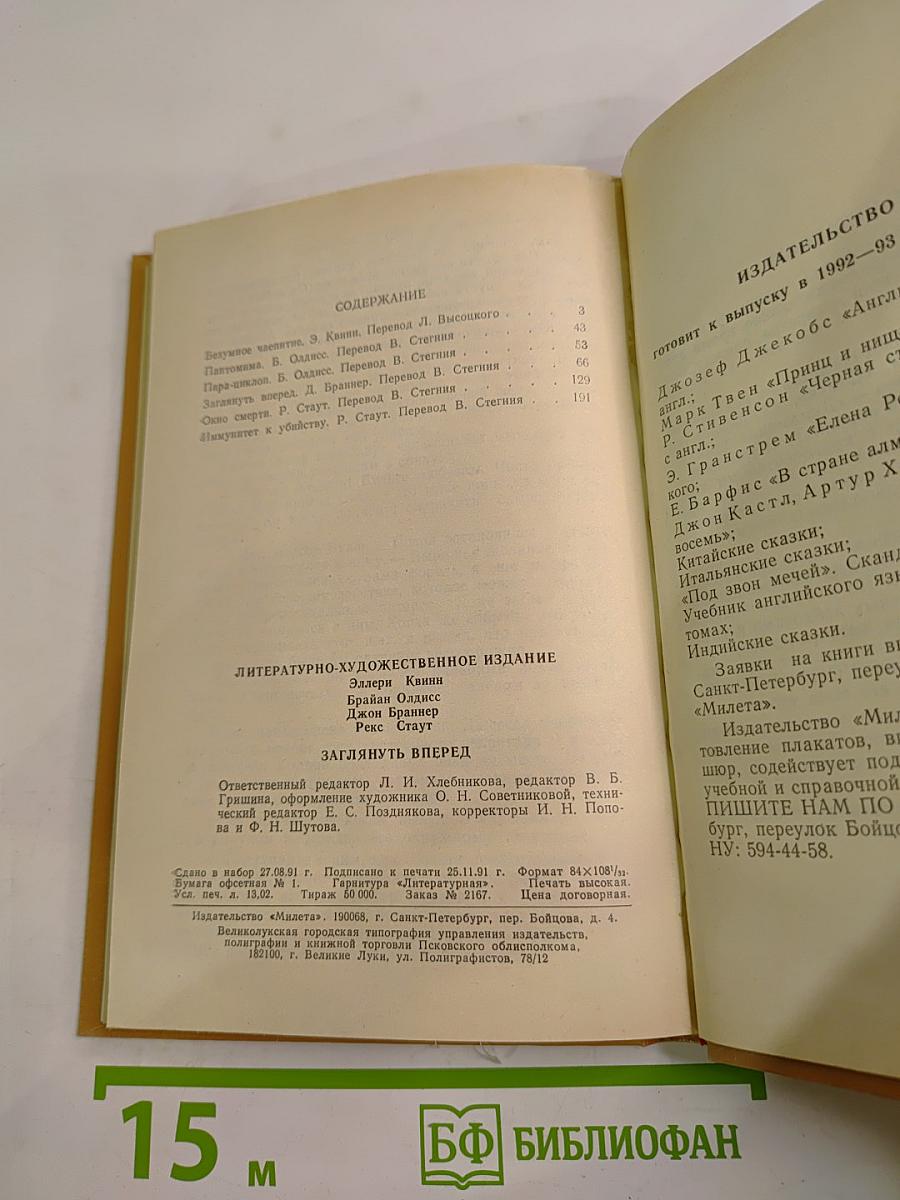 СОДЕРЖАНИЕ
Безумное чаепитие. Э. Квинн. Перевод Л. Высоцкого . . . 3
Пантомима. Б. Олдисс. Перевод В. Стегния . . . . . 43
Пара-циклоп. Б. Олдисс. Перевод В. Стегния . . . . . 53
Заглянуть вперед. Д. Браннер. Перевод В. Стегния . . . 66
Окно смерти. Р. Стаут. Перевод В. Стегния . . . . . 129
Иммунитет к убийству. Р. Стаут. Перевод В. Стегния . . 191
ЛИТЕРАТУРНО-ХУДОЖЕСТВЕННОЕ ИЗДАНИЕ
Эллери Квинн
Брайан Олдисс
Джон Браннер
Рекс Стаут
ЗАГЛЯНУТЬ ВПЕРЕД
Ответственный редактор Л. И. Хлебникова, редактор В. Б.
Гришина, оформление художника О. Н. Советниковой, техни-
ческий редактор Е. С. Позднякова, корректоры И. Н. Попо-
ва и Ф. Н. Шутова.
Сдано в набор 27.08.91 г. Подписано к печати 25.11.91 г. Формат 84×108¹/₃₂.
Бумага офсетная № 1. Гарнитура «Литературная». Печать высокая.
Усл. печ. л. 13,02. Тираж 50 000. Заказ № 2167. Цена договорная.
Издательство «Милета». 190068, г. Санкт-Петербург, пер. Бойцова, д. 4.
Великолукская городская типография управления издательств,
полиграфии и книжной торговли Псковского облисполкома,
182100, г. Великие Луки, ул. Полиграфистов, 78/12
ИЗДАТЕЛЬСТВО
готовит к выпуску в 1992—93
Джозеф Джекобс «Англи
англ.;
Марк Твен «Принц и нищ
Р. Стивенсон «Черная ст
с англ.;
Э. Гранстрем «Елена Ро
кого;
Е. Барфис «В стране алм
Джон Кастл, Артур Х
восемь»;
Китайские сказки;
Итальянские сказки;
«Под звон мечей». Сканд
Учебник английского язы
томах;
Индийские сказки.
Заявки на книги вы
Санкт-Петербург, переу
«Милета».
Издательство «Мил
товление плакатов, ви
шюр, содействует под
учебной и справочной
ПИШИТЕ НАМ ПО
бург, переулок Бойцо
НУ: 594-44-58.
15 м
БФ БИБЛИОФАН